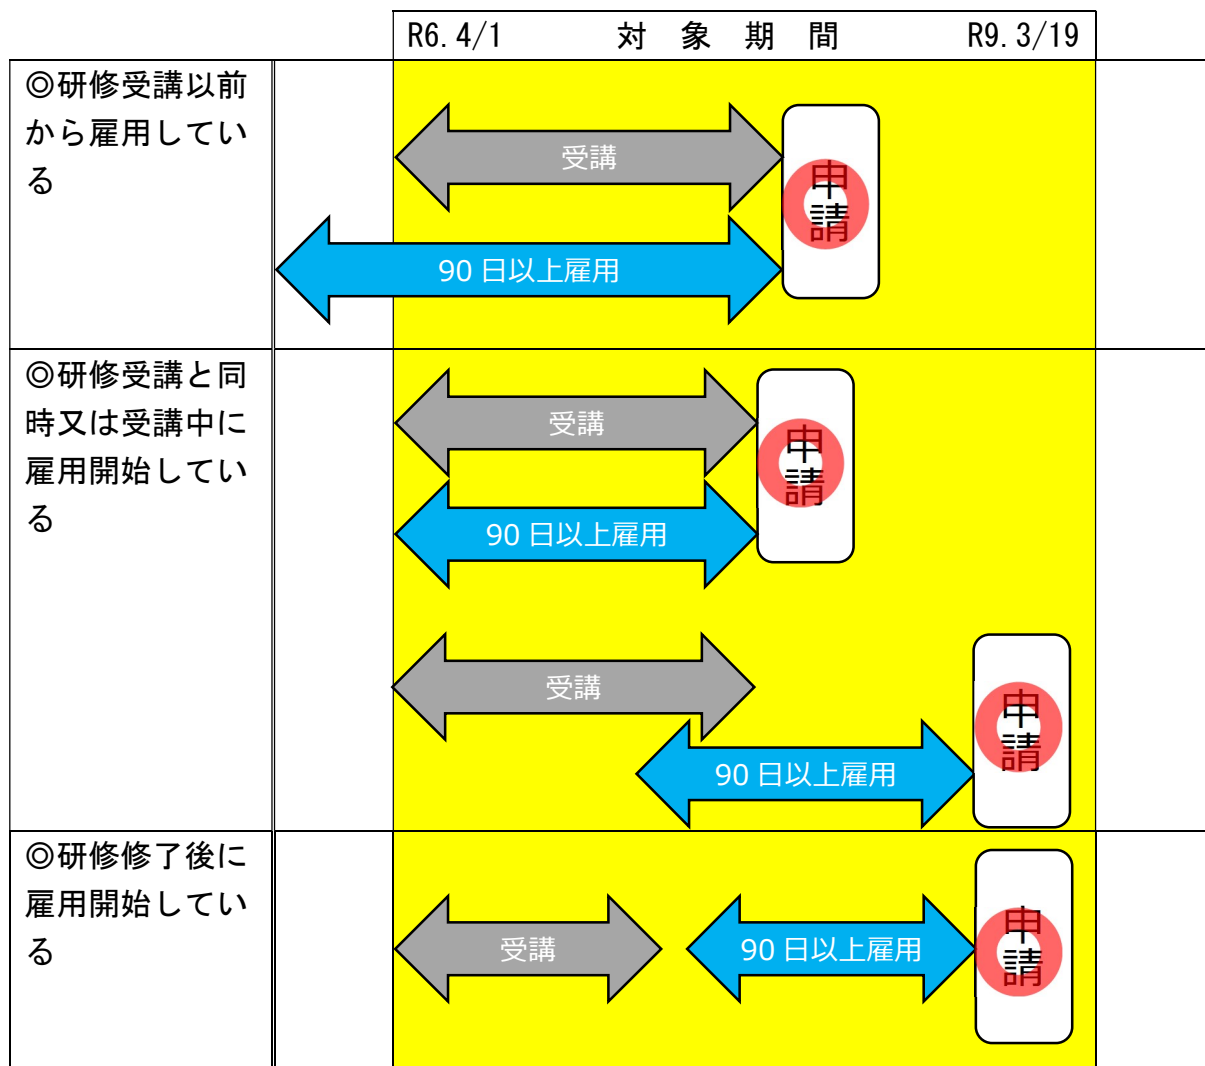 R6.4/1 対象期間 R9.3/19
◎研修受講以前
から雇用してい
る
受講
90日以上雇用
申請
◎研修受講と同
時又は受講中に
雇用開始してい
る
受講
90日以上雇用
申請
受講
90日以上雇用
申請
◎研修修了後に
雇用開始してい
る
受講
90日以上雇用
申請